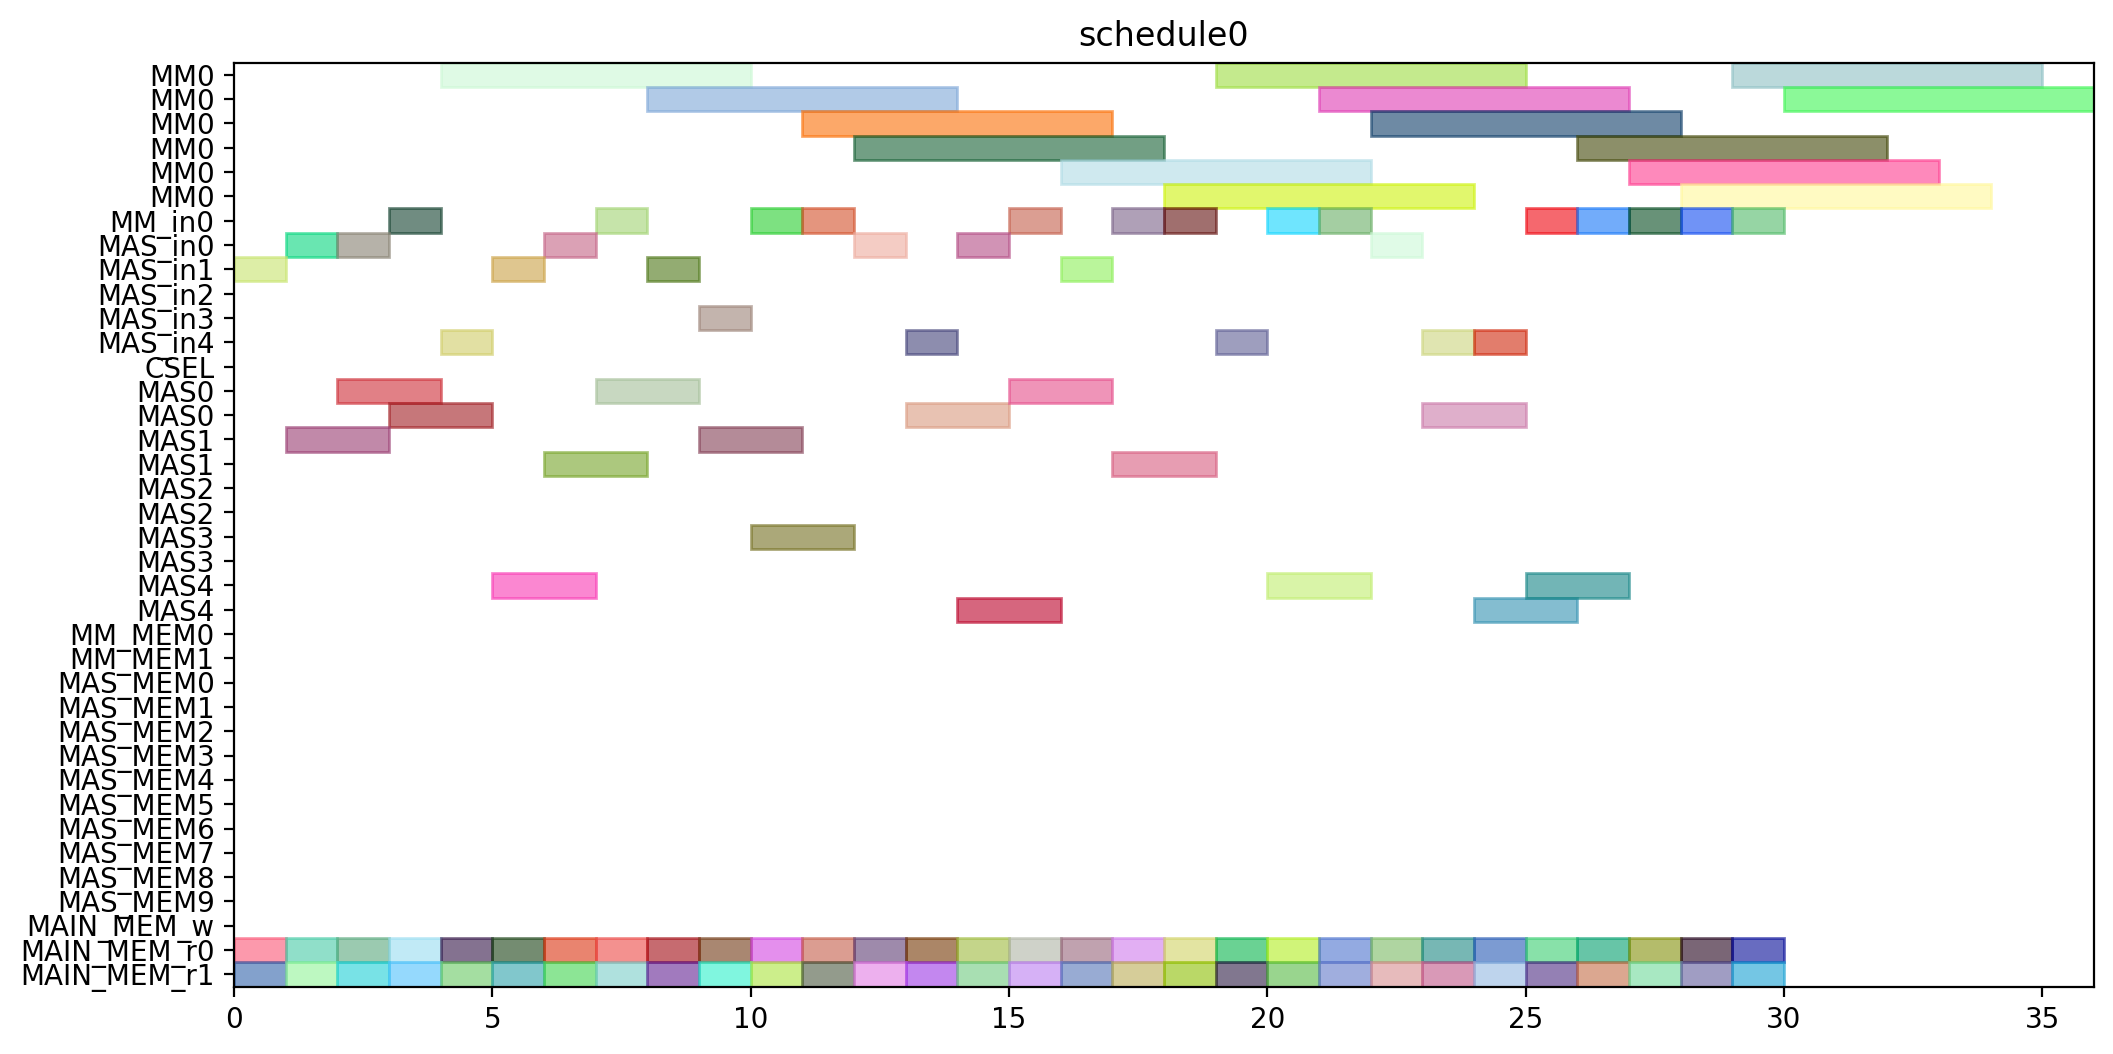 schedule0
MM0
MM0
MM0
MM0
MM0
MM0
MM_in0
MAS_in0
MAS_in1
MAS_in2
MAS_in3
MAS_in4
CSEL
MAS0
MAS0
MAS1
MAS1
MAS2
MAS2
MAS3
MAS3
MAS4
MAS4
MM_MEM0
MM_MEM1
MAS_MEM0
MAS_MEM1
MAS_MEM2
MAS_MEM3
MAS_MEM4
MAS_MEM5
MAS_MEM6
MAS_MEM7
MAS_MEM8
MAS_MEM9
MAIN_MEM_w
MAIN_MEM_r0
MAIN_MEM_r1
0 5 10 15 20 25 30 35